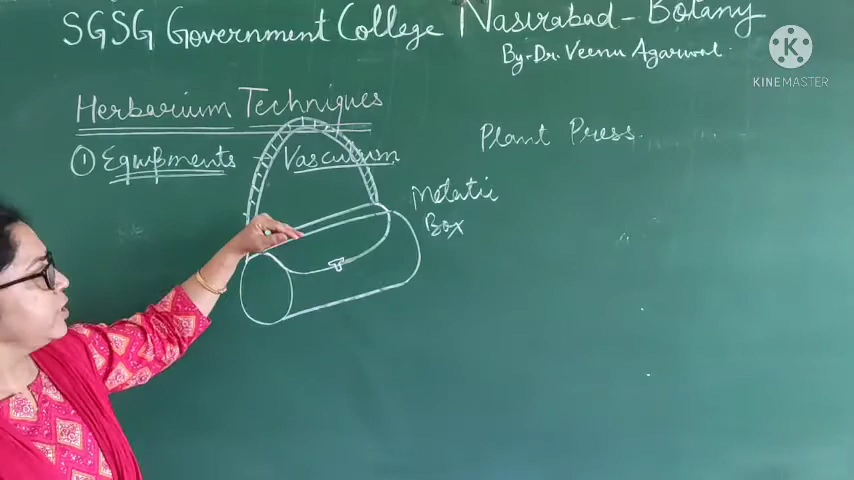 SGSG Government College Nasirabad - Botany
By:- Dr. Veenu Agarwal.
K
KINEMASTER
Herbarium Techniques
① Equipments - Vasculum
Plant Press.
Metalic
Box